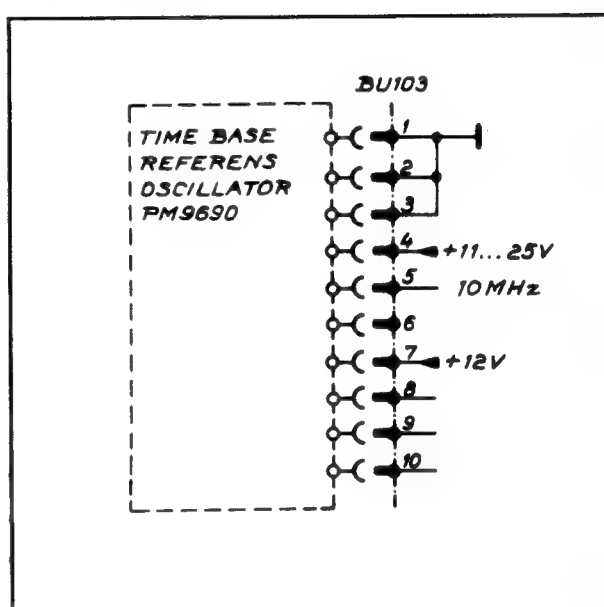 BU103
TIME BASE
REFERENS
OSCILLATOR
PM9690
1
2
3
4 +11...25V
5 10MHz
6
7 +12V
8
9
10